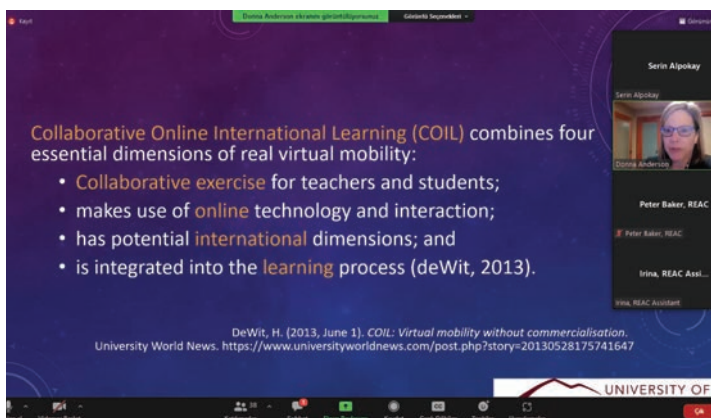 Kayıt
Donna Anderson ekranını görüntülüyorsunuz
Görüntü Seçenekleri
Serin Alpokay
Serin Alpokay
Donna Anderson
Peter Baker, REAC
Peter Baker, REAC
Irina, REAC Assi...
Irina, REAC Assistant
Collaborative Online International Learning (COIL) combines four
essential dimensions of real virtual mobility:
• Collaborative exercise for teachers and students;
• makes use of online technology and interaction;
• has potential international dimensions; and
• is integrated into the learning process (deWit, 2013).
DeWit, H. (2013, June 1). COIL: Virtual mobility without commercialisation.
University World News. https://www.universityworldnews.com/post.php?story=20130528175741647
UNIVERSITY OF
38